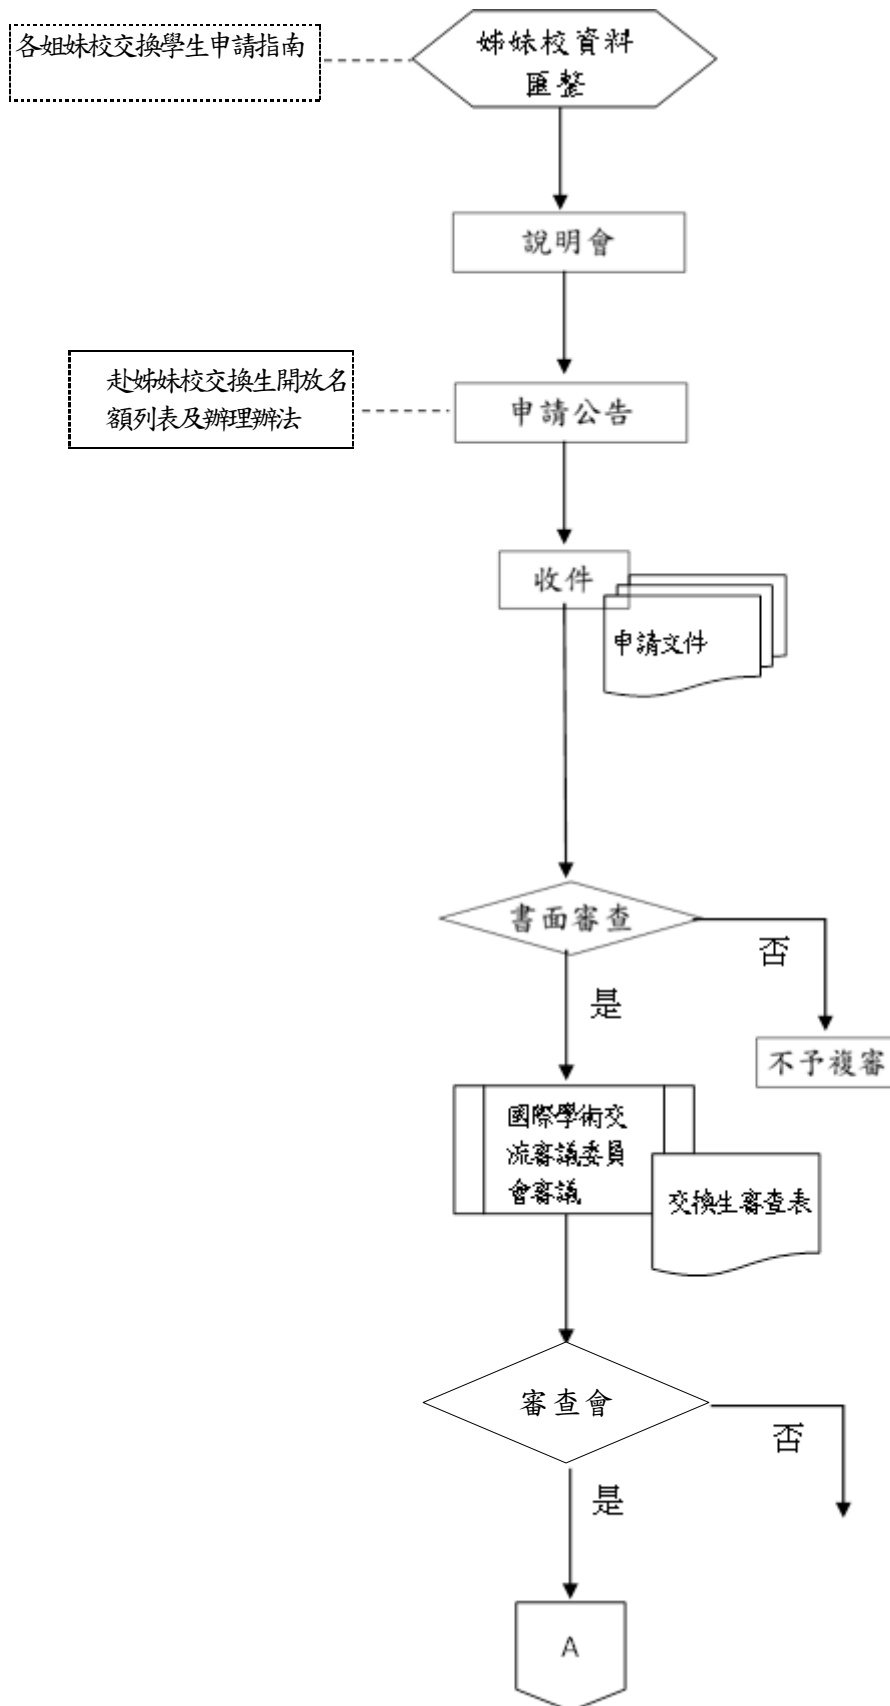 各姐妹校交換學生申請指南
姊妹校資料
匯整
說明會
赴姊妹校交換生開放名
額列表及辦理辦法
申請公告
收件
申請文件
書面審查
否
是
不予複審
國際學術交
流審議委員
會審議
交換生審查表
審查會
否
是
A